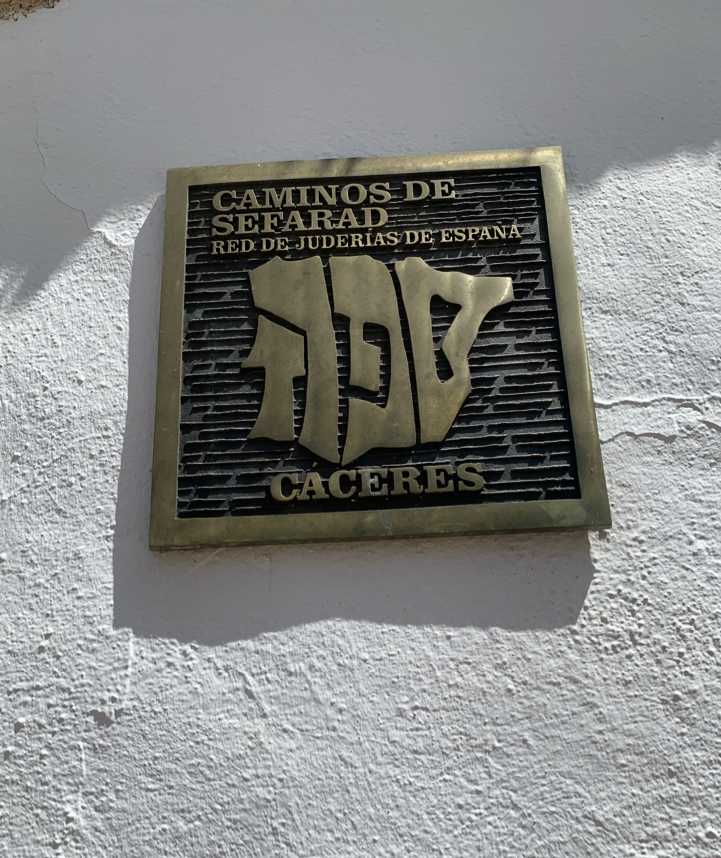 CAMINOS DE
SEFARAD
RED DE JUDERÍAS DE ESPAÑA
ספרד
CÁCERES